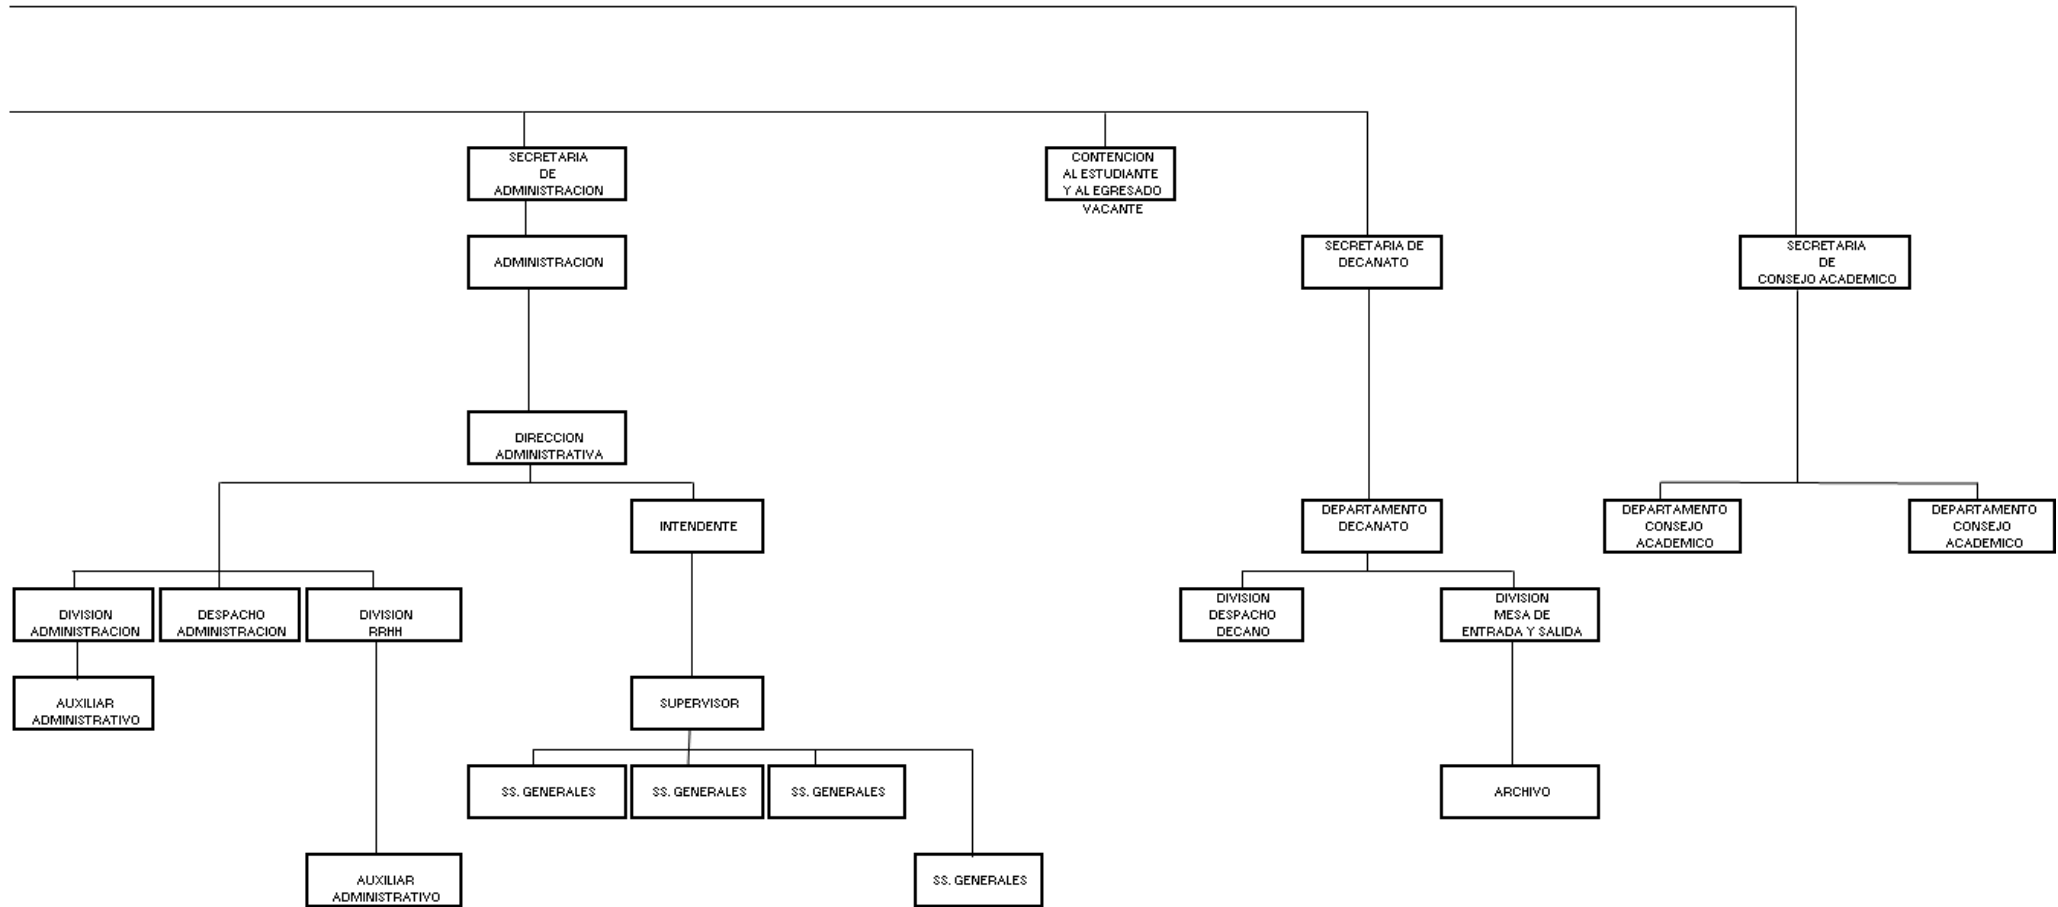 SECRETARIA
DE
ADMINISTRACION
CONTENCION
AL ESTUDIANTE
Y AL EGRESADO
VACANTE
ADMINISTRACION
SECRETARIA DE
DECANATO
SECRETARIA
DE
CONSEJO ACADEMICO
DIRECCION
ADMINISTRATIVA
INTENDENTE
DEPARTAMENTO
DECANATO
DEPARTAMENTO
CONSEJO
ACADEMICO
DEPARTAMENTO
CONSEJO
ACADEMICO
DIVISION
ADMINISTRACION
DESPACHO
ADMINISTRACION
DIVISION
RRHH
DIVISION
DESPACHO
DECANO
DIVISION
MESA DE
ENTRADA Y SALIDA
AUXILIAR
ADMINISTRATIVO
SUPERVISOR
SS. GENERALES
SS. GENERALES
SS. GENERALES
ARCHIVO
AUXILIAR
ADMINISTRATIVO
SS. GENERALES